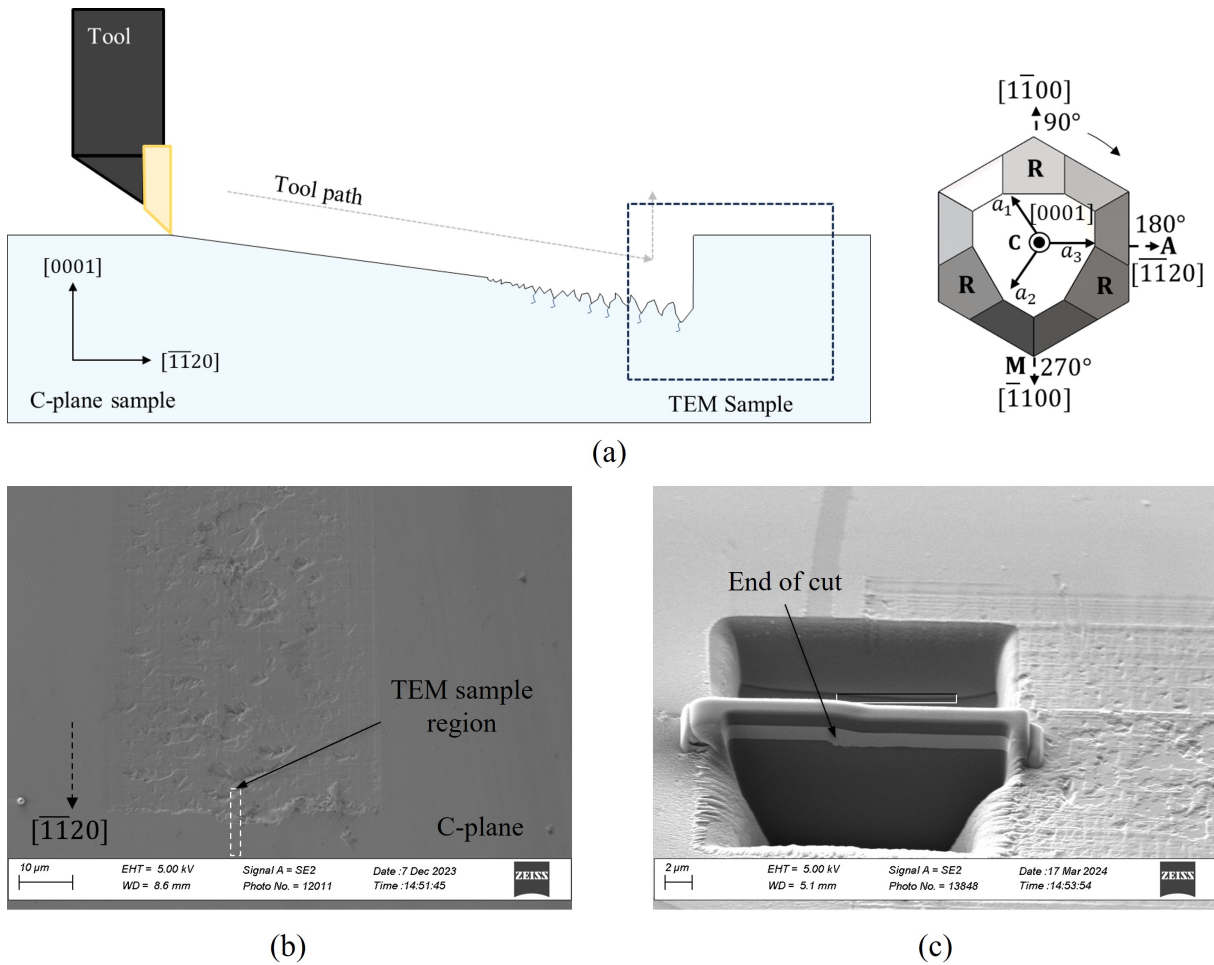 Tool
Tool path
[0001]
[1̅1̅20]
C-plane sample
TEM Sample
[11̅00]
90°
R
a₁
[0001]
C
a₃
180°
A
[1̅1̅20]
R
a₂
R
M
270°
[1̅100]
(a)
TEM sample
region
[1̅1̅20]
C-plane
10 µm
EHT = 5.00 kV
WD = 8.6 mm
Signal A = SE2
Photo No. = 12011
Date :7 Dec 2023
Time :14:51:45
ZEISS
End of cut
2 µm
EHT = 5.00 kV
WD = 5.1 mm
Signal A = SE2
Photo No. = 13848
Date :17 Mar 2024
Time :14:53:54
ZEISS
(b)
(c)